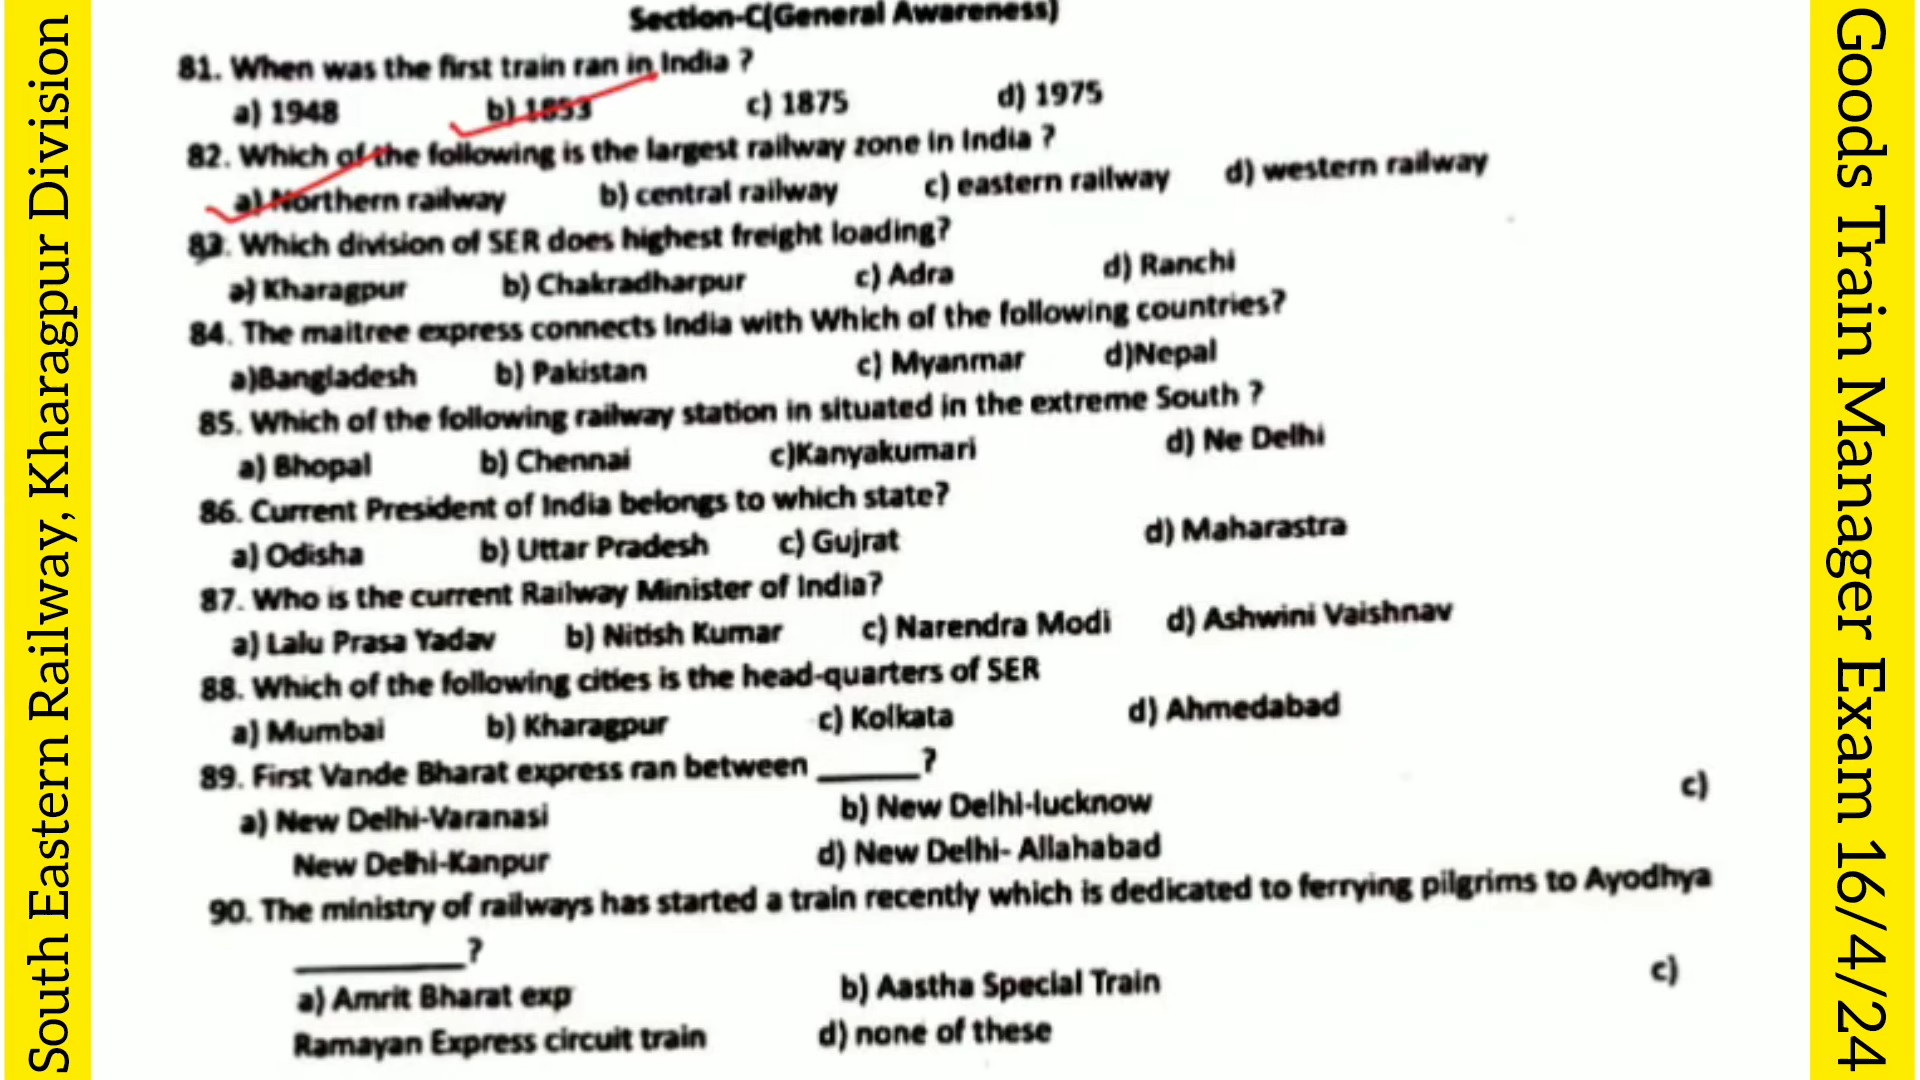 South Eastern Railway, Kharagpur Division
Section-C(General Awareness)
81. When was the first train ran in India ?
a) 1948 b) 1853 c) 1875 d) 1975
82. Which of the following is the largest railway zone in India ?
a) Northern railway b) central railway c) eastern railway d) western railway
83. Which division of SER does highest freight loading?
a) Kharagpur b) Chakradharpur c) Adra d) Ranchi
84. The maitree express connects India with Which of the following countries?
a)Bangladesh b) Pakistan c) Myanmar d)Nepal
85. Which of the following railway station in situated in the extreme South ?
a) Bhopal b) Chennai c)Kanyakumari d) Ne Delhi
86. Current President of India belongs to which state?
a) Odisha b) Uttar Pradesh c) Gujrat d) Maharastra
87. Who is the current Railway Minister of India?
a) Lalu Prasa Yadav b) Nitish Kumar c) Narendra Modi d) Ashwini Vaishnav
88. Which of the following cities is the head-quarters of SER
a) Mumbai b) Kharagpur c) Kolkata d) Ahmedabad
89. First Vande Bharat express ran between ______?
a) New Delhi-Varanasi b) New Delhi-lucknow c)
New Delhi-Kanpur d) New Delhi- Allahabad
90. The ministry of railways has started a train recently which is dedicated to ferrying pilgrims to Ayodhya
__________?
a) Amrit Bharat exp b) Aastha Special Train c)
Ramayan Express circuit train d) none of these
Goods Train Manager Exam 16/4/24